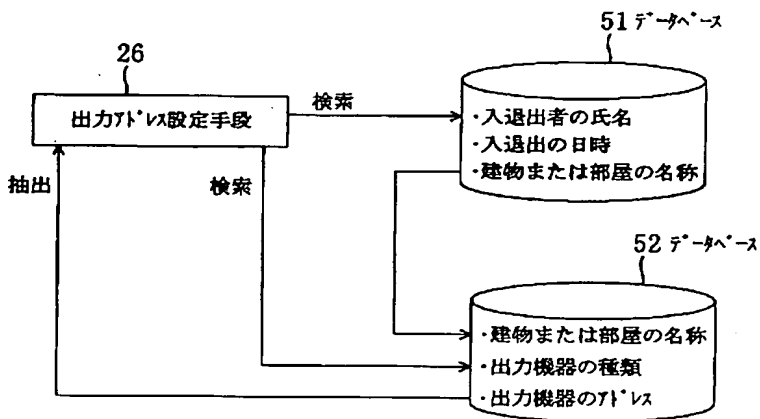 51 データベース
26
出力アドレス設定手段
検索
・入退出者の氏名
・入退出の日時
・建物または部屋の名称
抽出
検索
52 データベース
・建物または部屋の名称
・出力機器の種類
・出力機器のアドレス